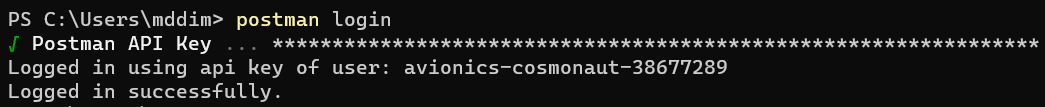 PS C:\Users\mddim> postman login
√ Postman API Key ... ****************************************************************
Logged in using api key of user: avionics-cosmonaut-38677289
Logged in successfully.